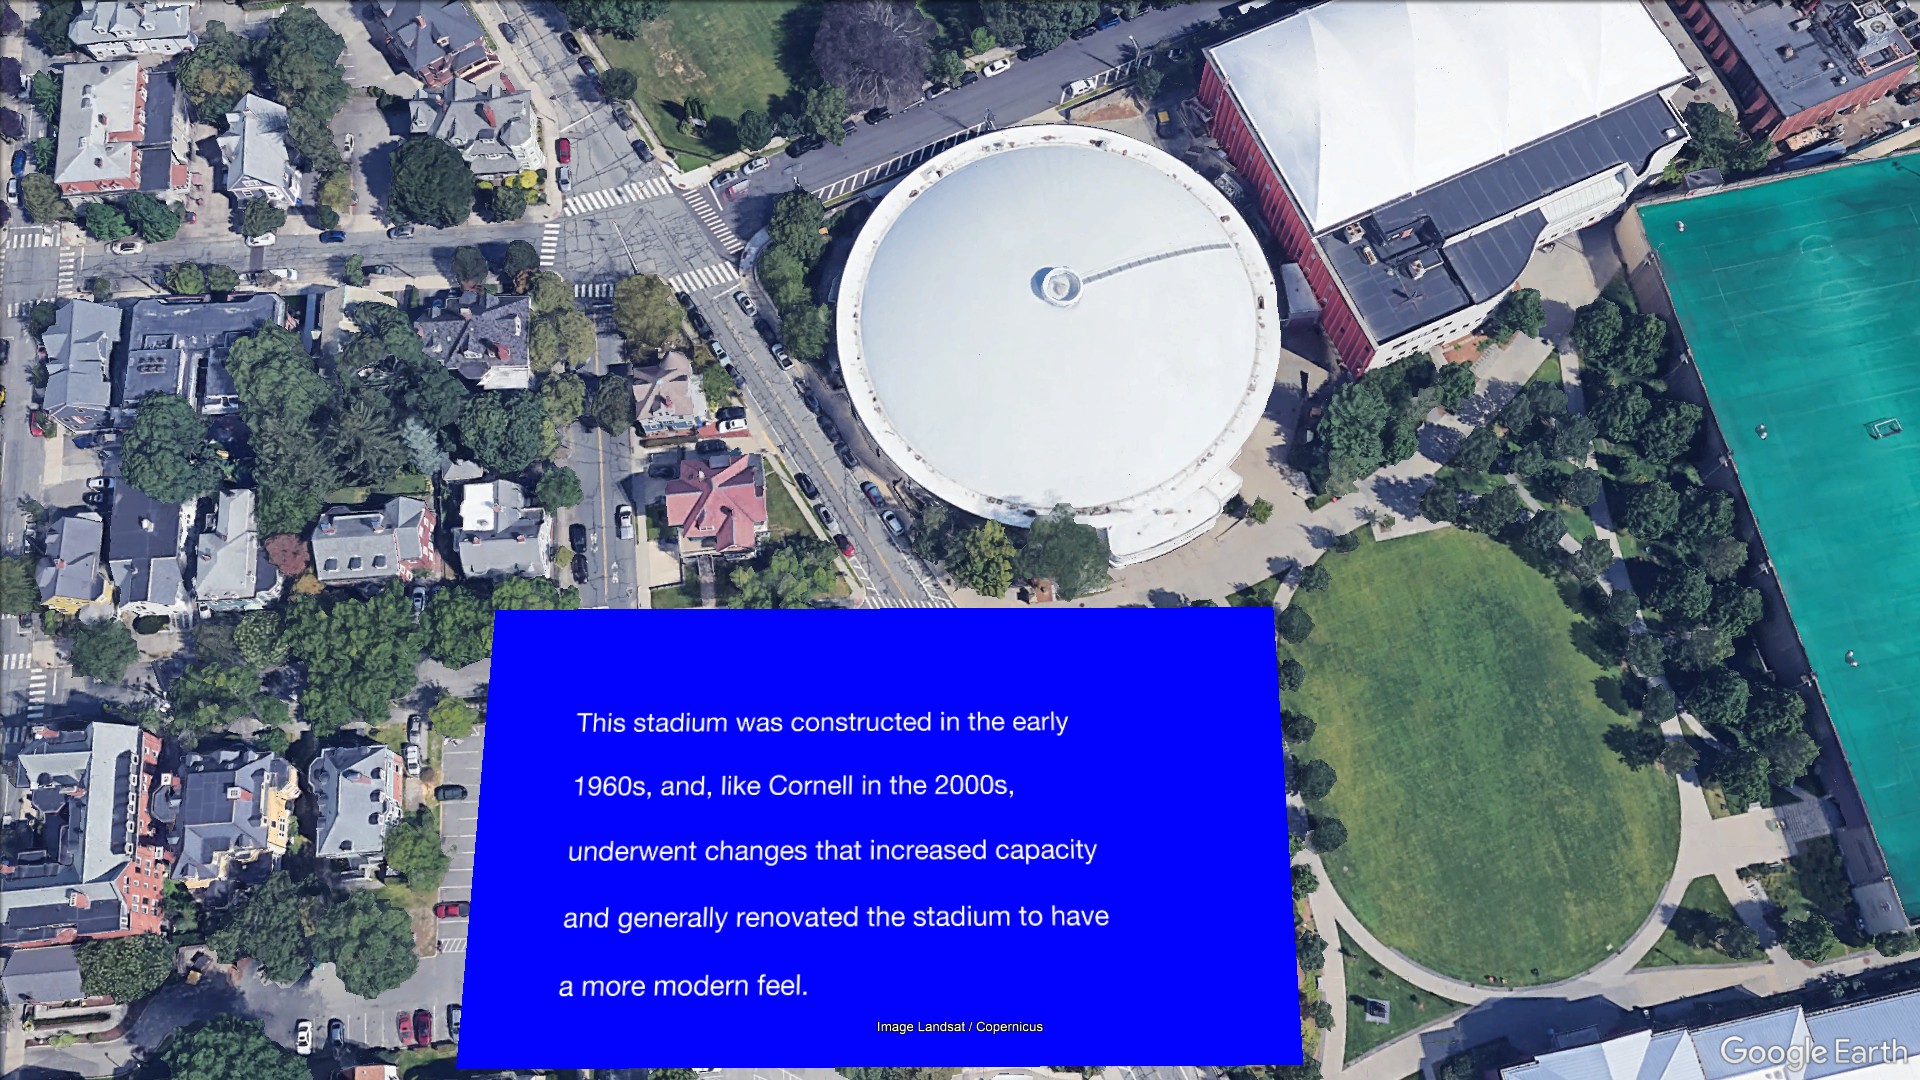 This stadium was constructed in the early
1960s, and, like Cornell in the 2000s,
underwent changes that increased capacity
and generally renovated the stadium to have
a more modern feel.
Image Landsat / Copernicus
Google Earth